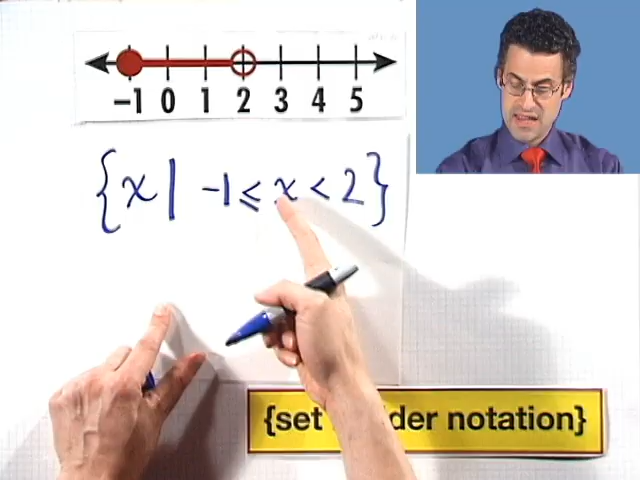 –1 0 1 2 3 4 5
{x | -1 ≤ x < 2}
{set der notation}